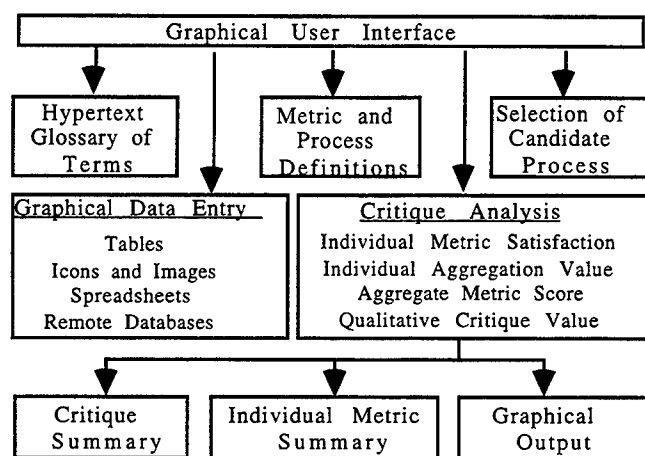 Graphical User Interface
Hypertext
Glossary of
Terms
Metric and
Process
Definitions
Selection of
Candidate
Process
Graphical Data Entry
Tables
Icons and Images
Spreadsheets
Remote Databases
Critique Analysis
Individual Metric Satisfaction
Individual Aggregation Value
Aggregate Metric Score
Qualitative Critique Value
Critique
Summary
Individual Metric
Summary
Graphical
Output